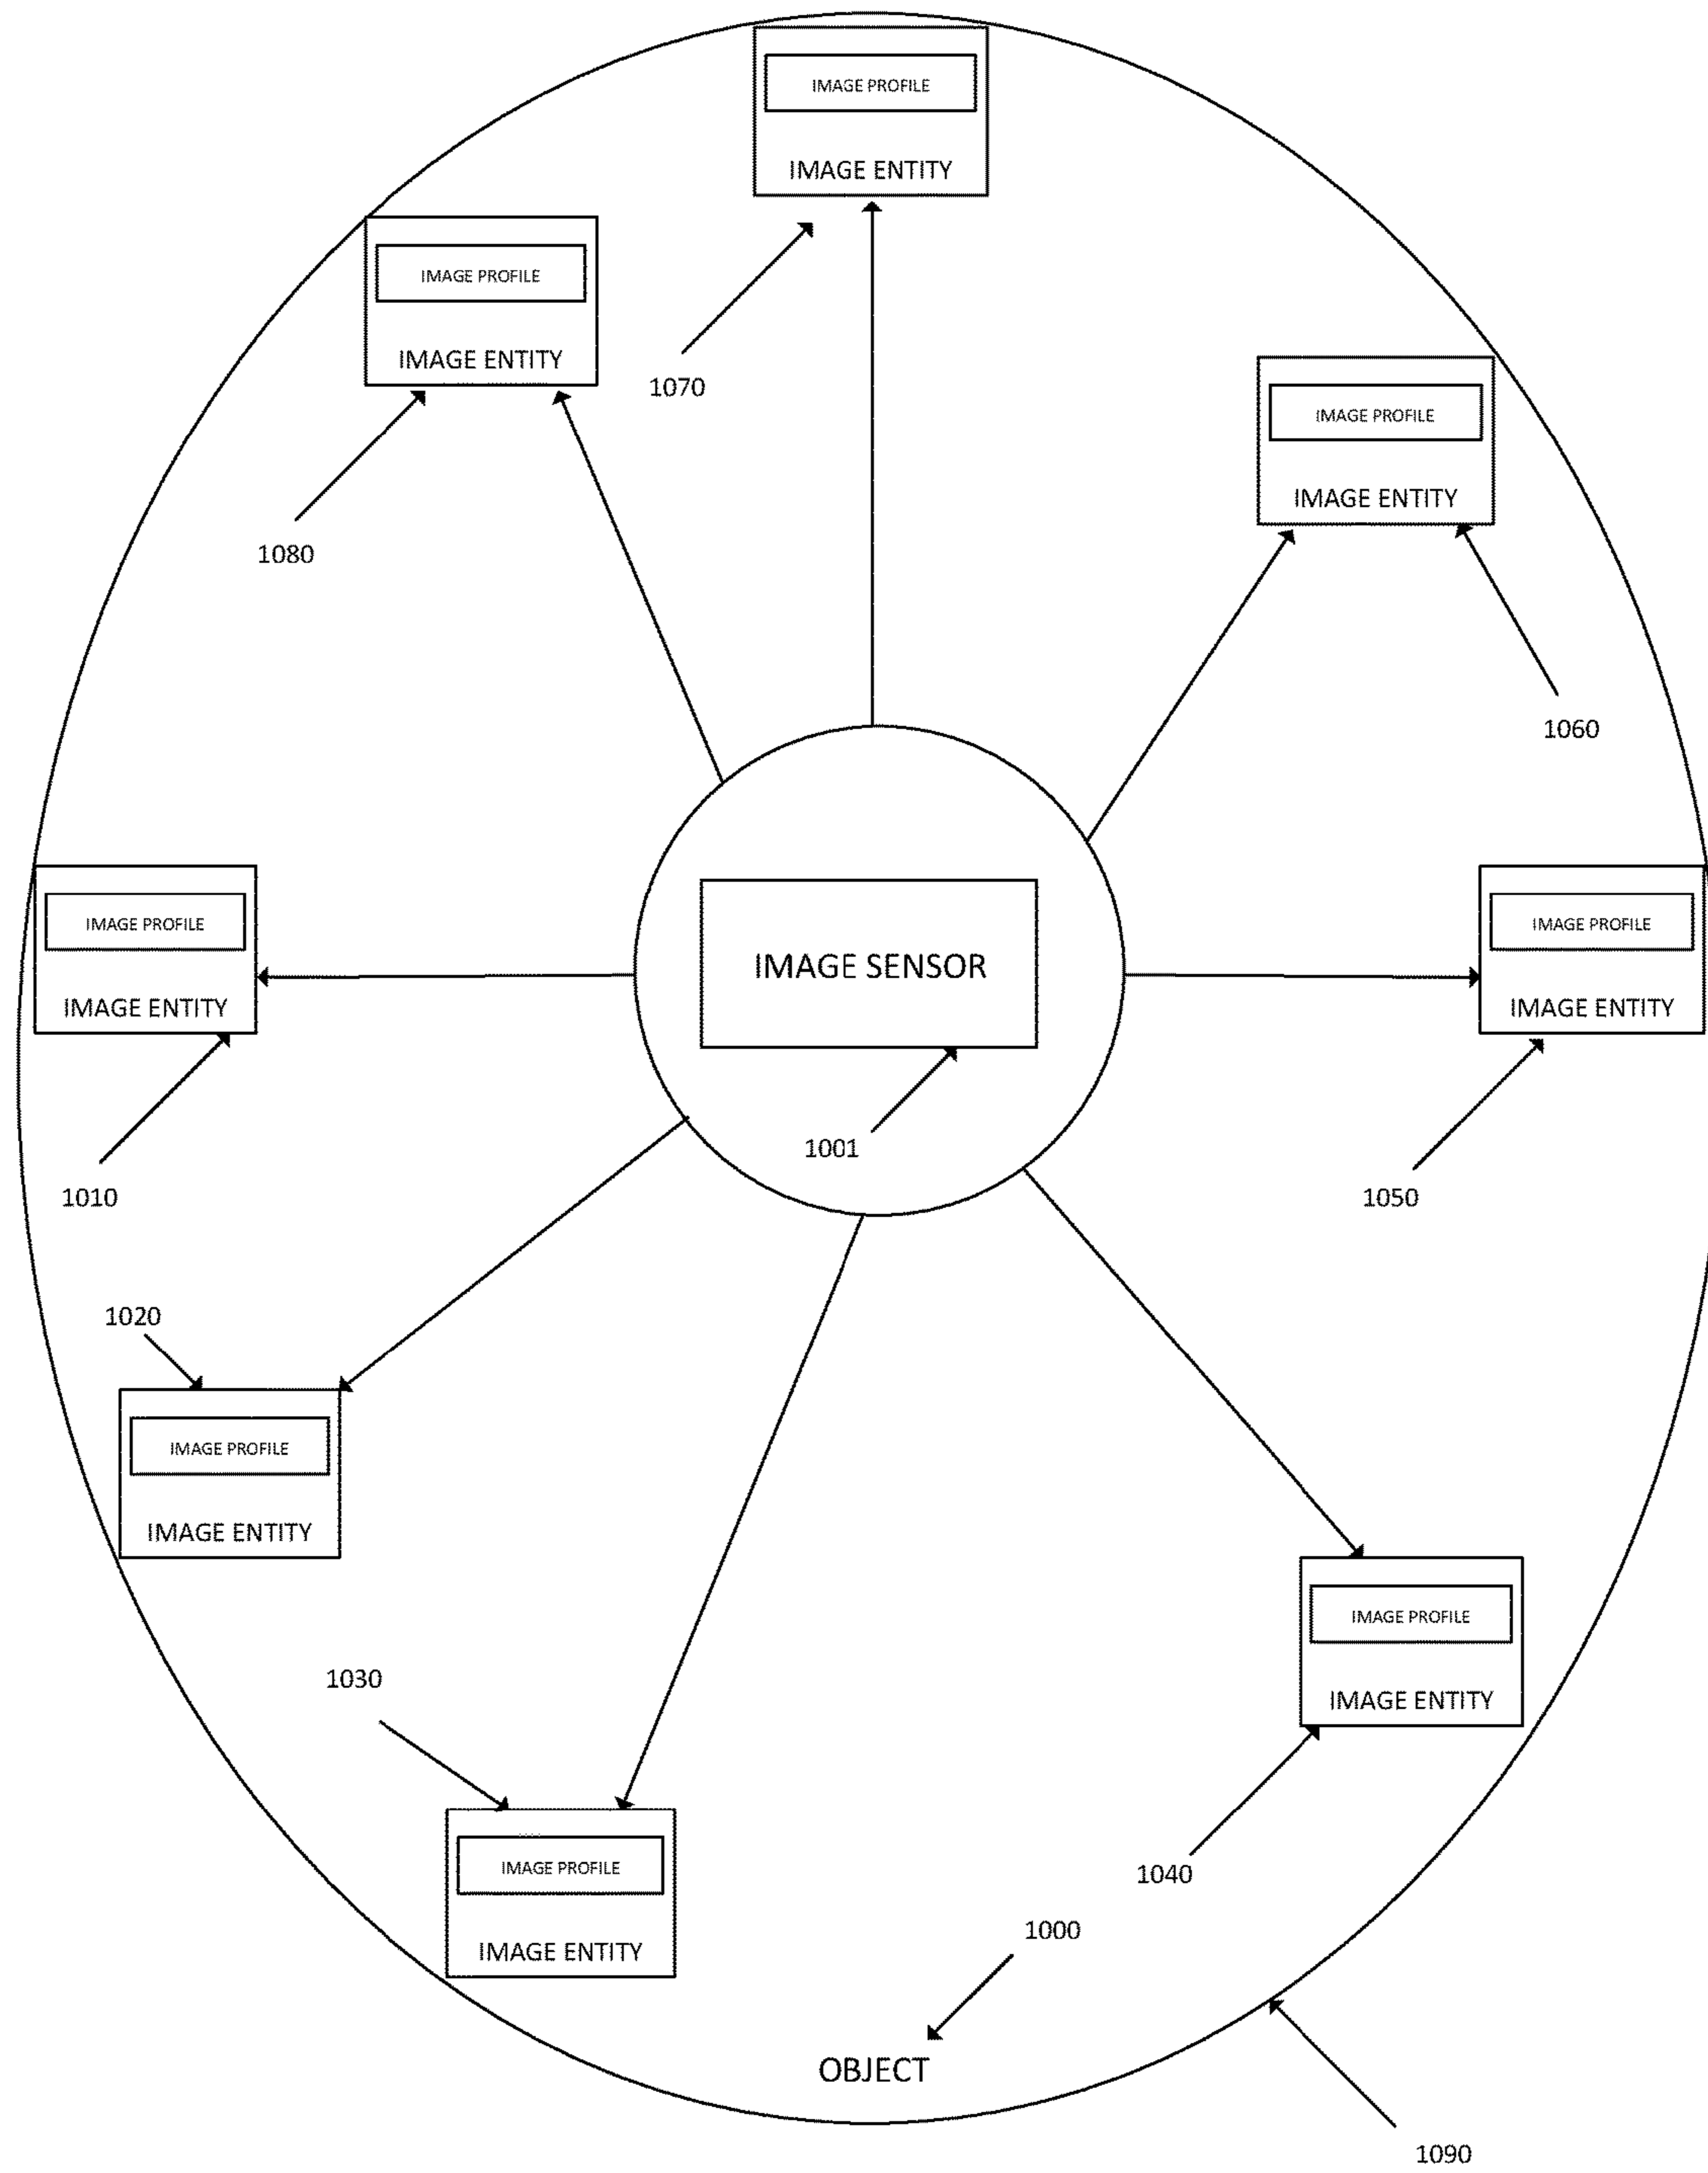 IMAGE PROFILE
IMAGE ENTITY
1070
IMAGE PROFILE
IMAGE ENTITY
1080
IMAGE PROFILE
IMAGE ENTITY
1060
IMAGE PROFILE
IMAGE ENTITY
1010
IMAGE SENSOR
1001
IMAGE PROFILE
IMAGE ENTITY
1050
1020
IMAGE PROFILE
IMAGE ENTITY
1030
IMAGE PROFILE
IMAGE ENTITY
IMAGE PROFILE
IMAGE ENTITY
1040
1000
OBJECT
1090